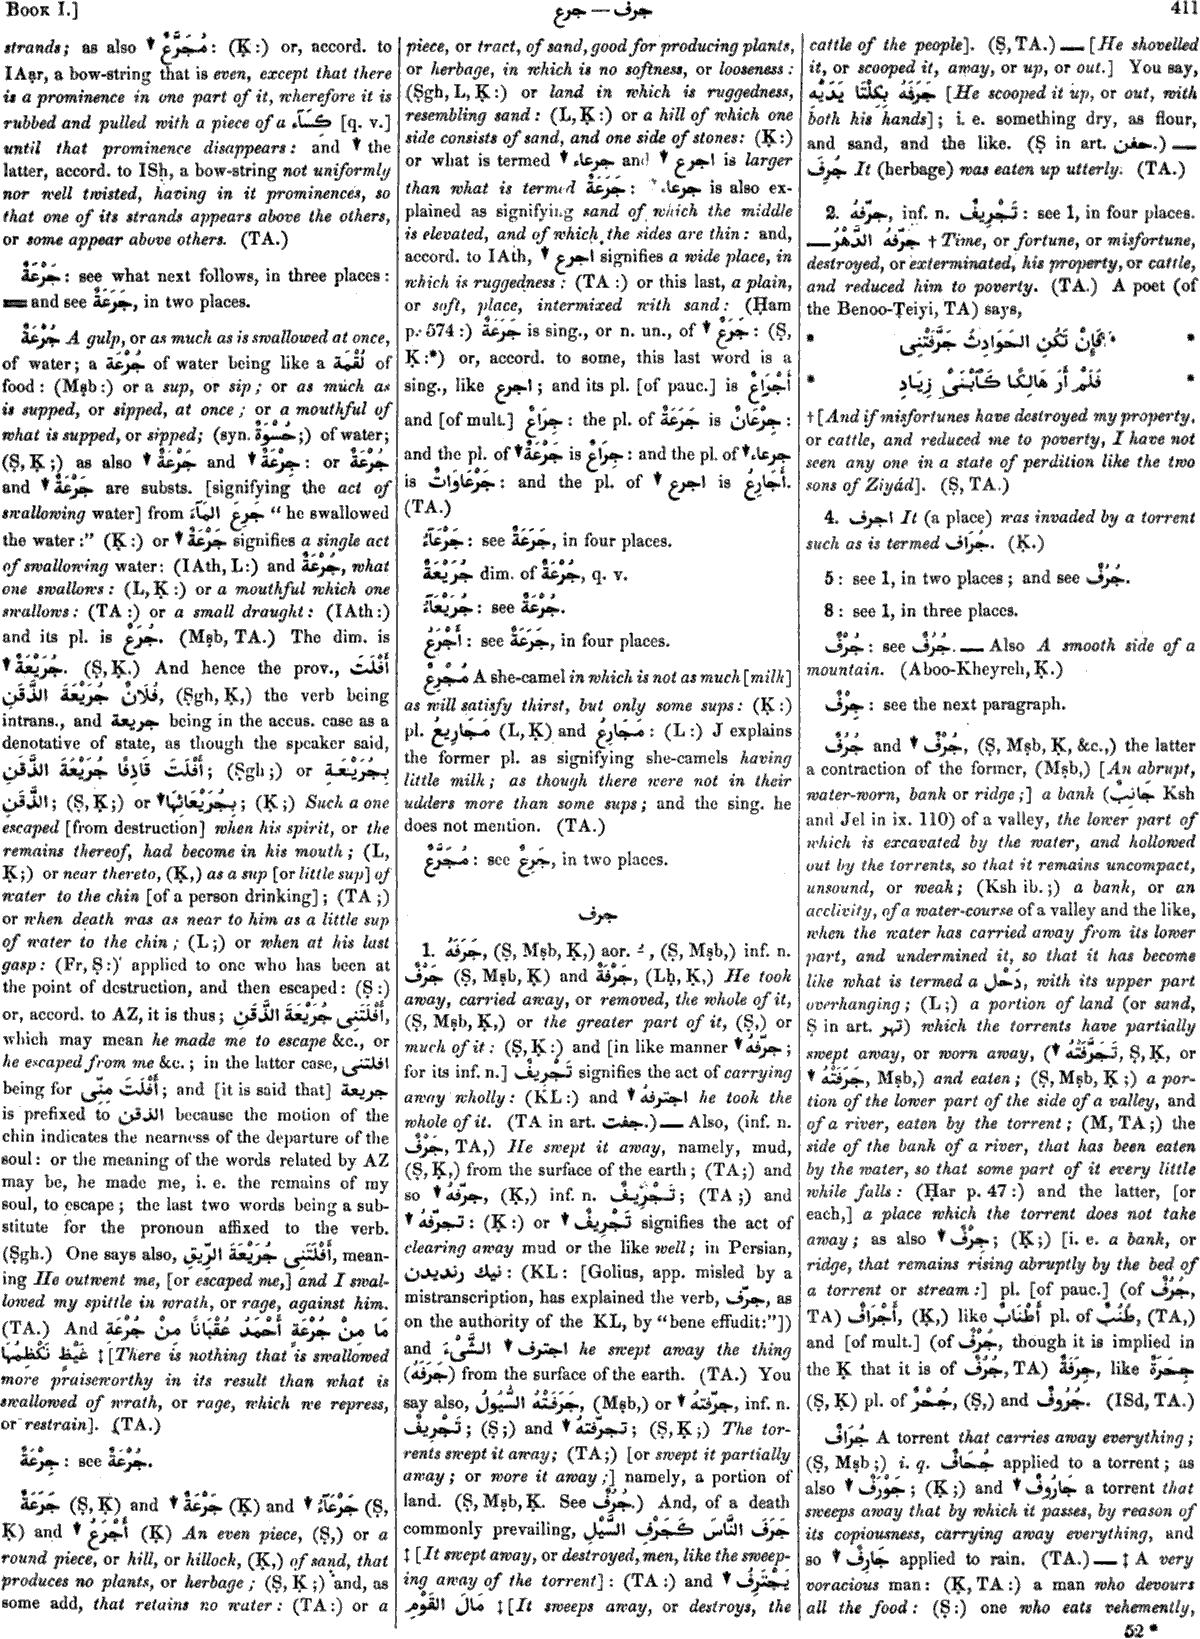 Book I.]
جرف — جرع
411
strands; as also ▼ مُجَرَّعٌ: (Ḳ:) or, accord. to
IAạr, a bow-string that is even, except that there
is a prominence in one part of it, wherefore it is
rubbed and pulled with a piece of a كِسَآء [q. v.]
until that prominence disappears: and ▼ the
latter, accord. to ISh, a bow-string not uniformly
nor well twisted, having in it prominences, so
that one of its strands appears above the others,
or some appear above others. (TA.)
جَرْعَةٌ: see what next follows, in three places:
═ and see جَرَعَةٌ, in two places.
جُرْعَةٌ A gulp, or as much as is swallowed at once,
of water; a جُرْعَة of water being like a لُقْمَة of
food: (Mṣb:) or a sup, or sip; or as much as
is supped, or sipped, at once; or a mouthful of
what is supped, or sipped; (syn. حُسْوَةٌ;) of water;
(Ṣ, Ḳ;) as also ▼ جَرْعَةٌ and ▼ جِرْعَةٌ: or جُرْعَةٌ
and ▼ جَرْعَةٌ are substs. [signifying the act of
swallowing water] from جَرِعَ المَآءَ “he swallowed
the water:” (Ḳ:) or ▼ جَرْعَةٌ signifies a single act
of swallowing water: (IAth, L:) and جُرْعَةٌ, what
one swallows: (L, Ḳ:) or a mouthful which one
swallows: (TA:) or a small draught: (IAth:)
and its pl. is جُرَعٌ. (Mṣb, TA.) The dim. is
▼ جُرَيْعَةٌ. (Ṣ, Ḳ.) And hence the prov., أَفْلَتَ
فُلَانٌ جُرَيْعَةَ الذَّقَنِ, (Ṣgh, Ḳ,) the verb being
intrans., and جريعة being in the accus. case as a
denotative of state, as though the speaker said,
أَفْلَتَ قَاذِفًا جُرَيْعَةَ الذَّقَنِ; (Ṣgh;) or بِجُرَيْعَةِ
الذَّقَنِ; (Ṣ, Ḳ;) or ▼ بِجُرَيْعَائِهَا; (Ḳ;) Such a one
escaped [from destruction] when his spirit, or the
remains thereof, had become in his mouth; (L,
Ḳ;) or near thereto, (Ḳ,) as a sup [or little sup] of
water to the chin [of a person drinking]; (TA;)
or when death was as near to him as a little sup
of water to the chin; (L;) or when at his last
gasp: (Fr, Ṣ:) applied to one who has been at
the point of destruction, and then escaped: (Ṣ:)
or, accord. to AZ, it is thus; أَفْلَتَنِى جُرَيْعَةَ الذَّقَنِ,
which may mean he made me to escape &c., or
he escaped from me &c.; in the latter case, افلتنى
being for أَفْلَتَ مِنِّى; and [it is said that] جريعة
is prefixed to الذقن because the motion of the
chin indicates the nearness of the departure of the
soul: or the meaning of the words related by AZ
may be, he made me, i. e. the remains of my
soul, to escape; the last two words being a sub-
stitute for the pronoun affixed to the verb.
(Ṣgh.) One says also, أَفْلَتَنِى جُرَيْعَةَ الرِّيقِ, mean-
ing He outwent me, [or escaped me,] and I swal-
lowed my spittle in wrath, or rage, against him.
(TA.) And مَا مِنْ جُرْعَةٍ أَحْمَدُ عُقْبَانًا مِنْ جُرْعَةِ
غَيْظٍ تَكْظِمُهَا ‡ [There is nothing that is swallowed
more praiseworthy in its result than what is
swallowed of wrath, or rage, which we repress,
or restrain]. (TA.)
جِرْعَةٌ: see جُرْعَةٌ.
جَرَعَةٌ (Ṣ, Ḳ) and ▼ جَرْعَةٌ (Ḳ) and ▼ جَرْعَآءُ (Ṣ,
Ḳ) and ▼ أَجْرَعُ (Ḳ) An even piece, (Ṣ,) or a
round piece, or hill, or hillock, (Ḳ,) of sand, that
produces no plants, or herbage; (Ṣ, Ḳ;) and, as
some add, that retains no water: (TA:) or a
piece, or tract, of sand, good for producing plants,
or herbage, in which is no softness, or looseness:
(Ṣgh, L, Ḳ:) or land in which is ruggedness,
resembling sand: (L, Ḳ:) or a hill of which one
side consists of sand, and one side of stones: (Ḳ:)
or what is termed ▼ جرعاء and ▼ اجرع is larger
than what is termed جَرَعَةٌ: ▼ جرعاء is also ex-
plained as signifying sand of which the middle
is elevated, and of which the sides are thin: and,
accord. to IAth, ▼ اجرع signifies a wide place, in
which is ruggedness: (TA:) or this last, a plain,
or soft, place, intermixed with sand: (Ḥam
p. 574:) جَرَعَةٌ is sing., or n. un., of ▼ جَرَعٌ: (Ṣ,
Ḳ:*) or, accord. to some, this last word is a
sing., like اجرع; and its pl. [of pauc.] is أَجْرَاعٌ
and [of mult.] جِرَاعٌ: the pl. of جَرَعَةٌ is جِرْعَانٌ:
and the pl. of ▼ جَرْعَةٌ is جِرَاعٌ: and the pl. of ▼ جرعاء
is جَرْعَاوَاتٌ: and the pl. of ▼ اجرع is أَجَارِعُ.
(TA.)
جَرْعَآءُ: see جَرَعَةٌ, in four places.
جُرَيْعَةٌ dim. of جُرْعَةٌ, q. v.
جُرَيْعَآءُ: see جُرْعَةٌ.
أَجْرَعُ: see جَرَعَةٌ, in four places.
مُجْرِعٌ A she-camel in which is not as much [milk]
as will satisfy thirst, but only some sups: (Ḳ:)
pl. مَجَارِيعُ (L, Ḳ) and مَجَارِعُ: (L:) J explains
the former pl. as signifying she-camels having
little milk; as though there were not in their
udders more than some sups; and the sing. he
does not mention. (TA.)
مُجَرَّعٌ: see جَرِعٌ, in two places.
جرف
1. جَرَفَهُ, (Ṣ, Mṣb, Ḳ,) aor. ـُ, (Ṣ, Mṣb,) inf. n.
جَرْفٌ (Ṣ, Mṣb, Ḳ) and جَرْفَةٌ, (Lḥ, Ḳ,) He took
away, carried away, or removed, the whole of it,
(Ṣ, Mṣb, Ḳ,) or the greater part of it, (Ṣ,) or
much of it: (Ṣ, Ḳ:) and [in like manner ▼ جرّفهُ;
for its inf. n.] تَجْرِيفٌ signifies the act of carrying
away wholly: (KL:) and ▼ اجترفهُ he took the
whole of it. (TA in art. جفت.) — Also, (inf. n.
جَرْفٌ, TA,) He swept it away, namely, mud,
(Ṣ, Ḳ,) from the surface of the earth; (TA;) and
so ▼ جرّفهُ, (Ḳ,) inf. n. تَجْرِيفٌ; (TA;) and
▼ تجرّفهُ: (Ḳ:) or ▼ تَجْرِيفٌ signifies the act of
clearing away mud or the like well; in Persian,
نيك رنديدن: (KL: [Golius, app. misled by a
mistranscription, has explained the verb, جرّف, as
on the authority of the KL, by “bene effudit:”])
and ▼ اجترف الشَّىْءَ he swept away the thing
(جَرَفَهُ) from the surface of the earth. (TA.) You
say also, جَرَفَتْهُ السُّيُولُ, (Mṣb,) or ▼ جرّفتهُ, inf. n.
تَجْرِيفٌ; (Ṣ;) and ▼ تجرّفتهُ; (Ṣ, Ḳ;) The tor-
rents swept it away; (TA;) [or swept it partially
away; or wore it away;] namely, a portion of
land. (Ṣ, Mṣb, Ḳ. See جُرُفٌ.) And, of a death
commonly prevailing, جَرَفَ النَّاسَ كَجَرْفِ السَّيْلِ
‡ [It swept away, or destroyed, men, like the sweep-
ing away of the torrent]: (TA:) and ▼ يَجْتَرِفُ
مَالَ القَوْمِ ‡ [It sweeps away, or destroys, the
cattle of the people]. (Ṣ, TA.) — [He shovelled
it, or scooped it, away, or up, or out.] You say,
جَرَفَهُ بِكِلْتَا يَدَيْهِ [He scooped it up, or out, with
both his hands]; i. e. something dry, as flour,
and sand, and the like. (Ṣ in art. حفن.) —
جُرِفَ It (herbage) was eaten up utterly. (TA.)
2. جرّفهُ, inf. n. تَجْرِيفٌ: see 1, in four places.
— جرّفهُ الدَّهْرُ † Time, or fortune, or misfortune,
destroyed, or exterminated, his property, or cattle,
and reduced him to poverty. (TA.) A poet (of
the Benoo-Ṭeiyi, TA) says,
* فَإِنْ تَكُنِ الحَوَادِثُ جَرَّفَتْنِى *
* فَلَمْ أَرَ هَالِكًا كَٱبْنَىْ زِيَادِ *
† [And if misfortunes have destroyed my property,
or cattle, and reduced me to poverty, I have not
seen any one in a state of perdition like the two
sons of Ziyád]. (Ṣ, TA.)
4. اجرف It (a place) was invaded by a torrent
such as is termed جُرَاف. (Ḳ.)
5: see 1, in two places; and see جُرُفٌ.
8: see 1, in three places.
جُرْفٌ: see جُرُفٌ. — Also A smooth side of a
mountain. (Aboo-Kheyreh, Ḳ.)
جِرْفٌ: see the next paragraph.
جُرُفٌ and ▼ جُرْفٌ, (Ṣ, Mṣb, Ḳ, &c.,) the latter
a contraction of the former, (Mṣb,) [An abrupt,
water-worn, bank or ridge;] a bank (جَانِب Ksh
and Jel in ix. 110) of a valley, the lower part of
which is excavated by the water, and hollowed
out by the torrents, so that it remains uncompact,
unsound, or weak; (Ksh ib.;) a bank, or an
acclivity, of a water-course of a valley and the like,
when the water has carried away from its lower
part, and undermined it, so that it has become
like what is termed a دَحْل, with its upper part
overhanging; (L;) a portion of land (or sand,
Ṣ in art. تهر) which the torrents have partially
swept away, or worn away, (▼ تَجَرَّفَتْهُ, Ṣ, Ḳ, or
▼ جَرَفَتْهُ, Mṣb,) and eaten; (Ṣ, Mṣb, Ḳ;) a por-
tion of the lower part of the side of a valley, and
of a river, eaten by the torrent; (M, TA;) the
side of the bank of a river, that has been eaten
by the water, so that some part of it every little
while falls: (Ḥar p. 47:) and the latter, [or
each,] a place which the torrent does not take
away; as also ▼ جِرْفٌ; (Ḳ;) [i. e. a bank, or
ridge, that remains rising abruptly by the bed of
a torrent or stream:] pl. [of pauc.] (of جُرُفٌ,
TA) أَجْرَافٌ, (Ḳ,) like أَطْنَابٌ pl. of طُنُبٌ, (TA,)
and [of mult.] (of جُرْفٌ, though it is implied in
the Ḳ that it is of جُرُفٌ, TA) جِرَفَةٌ, like جِحَرَةٌ
(Ṣ, Ḳ) pl. of جُحْرٌ, (Ṣ,) and جُرُوفٌ. (ISd, TA.)
جُرَافٌ A torrent that carries away everything;
(Ṣ, Mṣb;) i. q. جُحَافٌ applied to a torrent; as
also ▼ جَوْرَفٌ; (Ḳ;) and ▼ جَارُوفٌ a torrent that
sweeps away that by which it passes, by reason of
its copiousness, carrying away everything, and
so ▼ جَارِفٌ applied to rain. (TA.) — ‡ A very
voracious man: (Ḳ, TA:) a man who devours
all the food: (Ṣ:) one who eats vehemently,
52 *